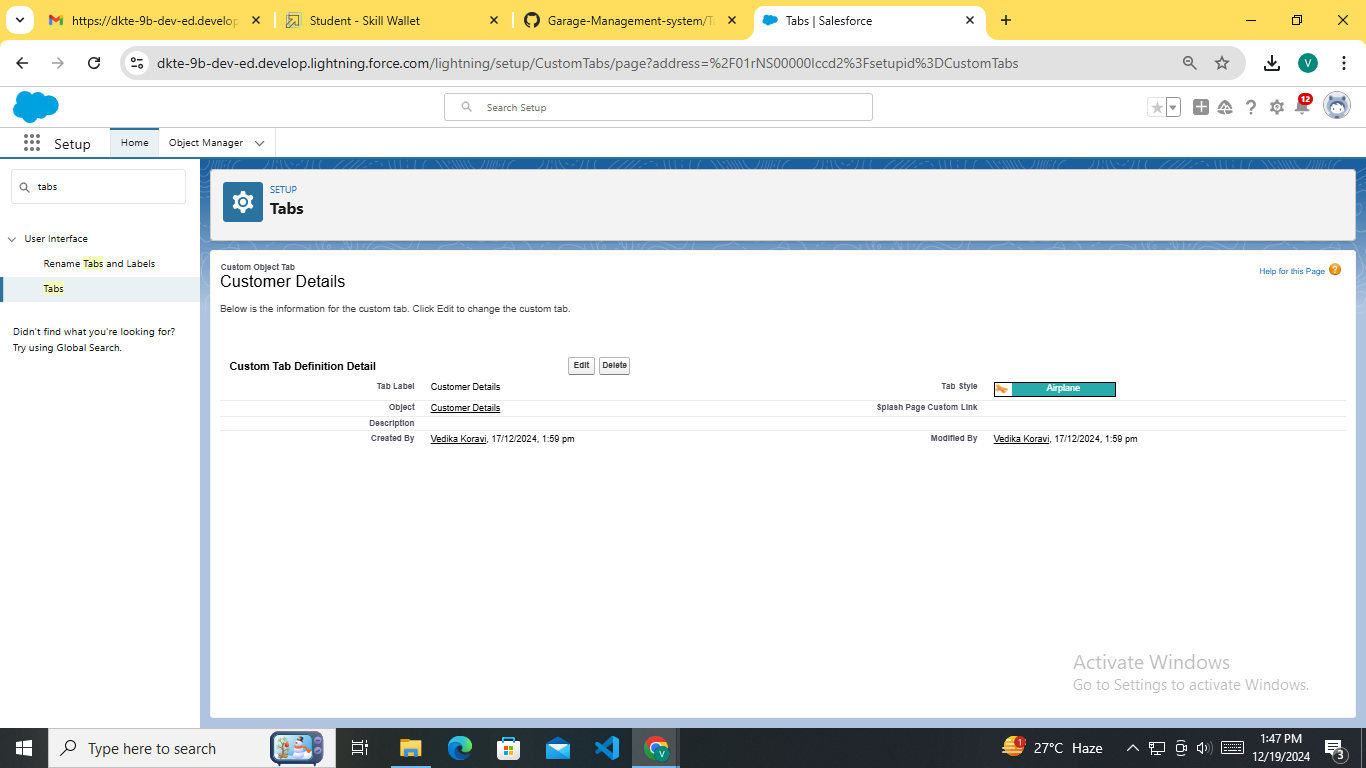 https://dkte-9b-dev-ed.develop
Student - Skill Wallet
Garage-Management-system/Ta
Tabs | Salesforce
dkte-9b-dev-ed.develop.lightning.force.com/lightning/setup/CustomTabs/page?address=%2F01rNS00000Iccd2%3Fsetupid%3DCustomTabs
V
Search Setup
12
Setup
Home
Object Manager
tabs
User Interface
Rename Tabs and Labels
Tabs
Didn't find what you're looking for?
Try using Global Search.
SETUP
Tabs
Custom Object Tab
Customer Details
Help for this Page ?
Below is the information for the custom tab. Click Edit to change the custom tab.
Custom Tab Definition Detail
Edit
Delete
Tab Label Customer Details
Tab Style Airplane
Object Customer Details
Splash Page Custom Link
Description
Created By Vedika Koravi, 17/12/2024, 1:59 pm
Modified By Vedika Koravi, 17/12/2024, 1:59 pm
Activate Windows
Go to Settings to activate Windows.
Type here to search
V
1
27°C Haze
1:47 PM
12/19/2024
3